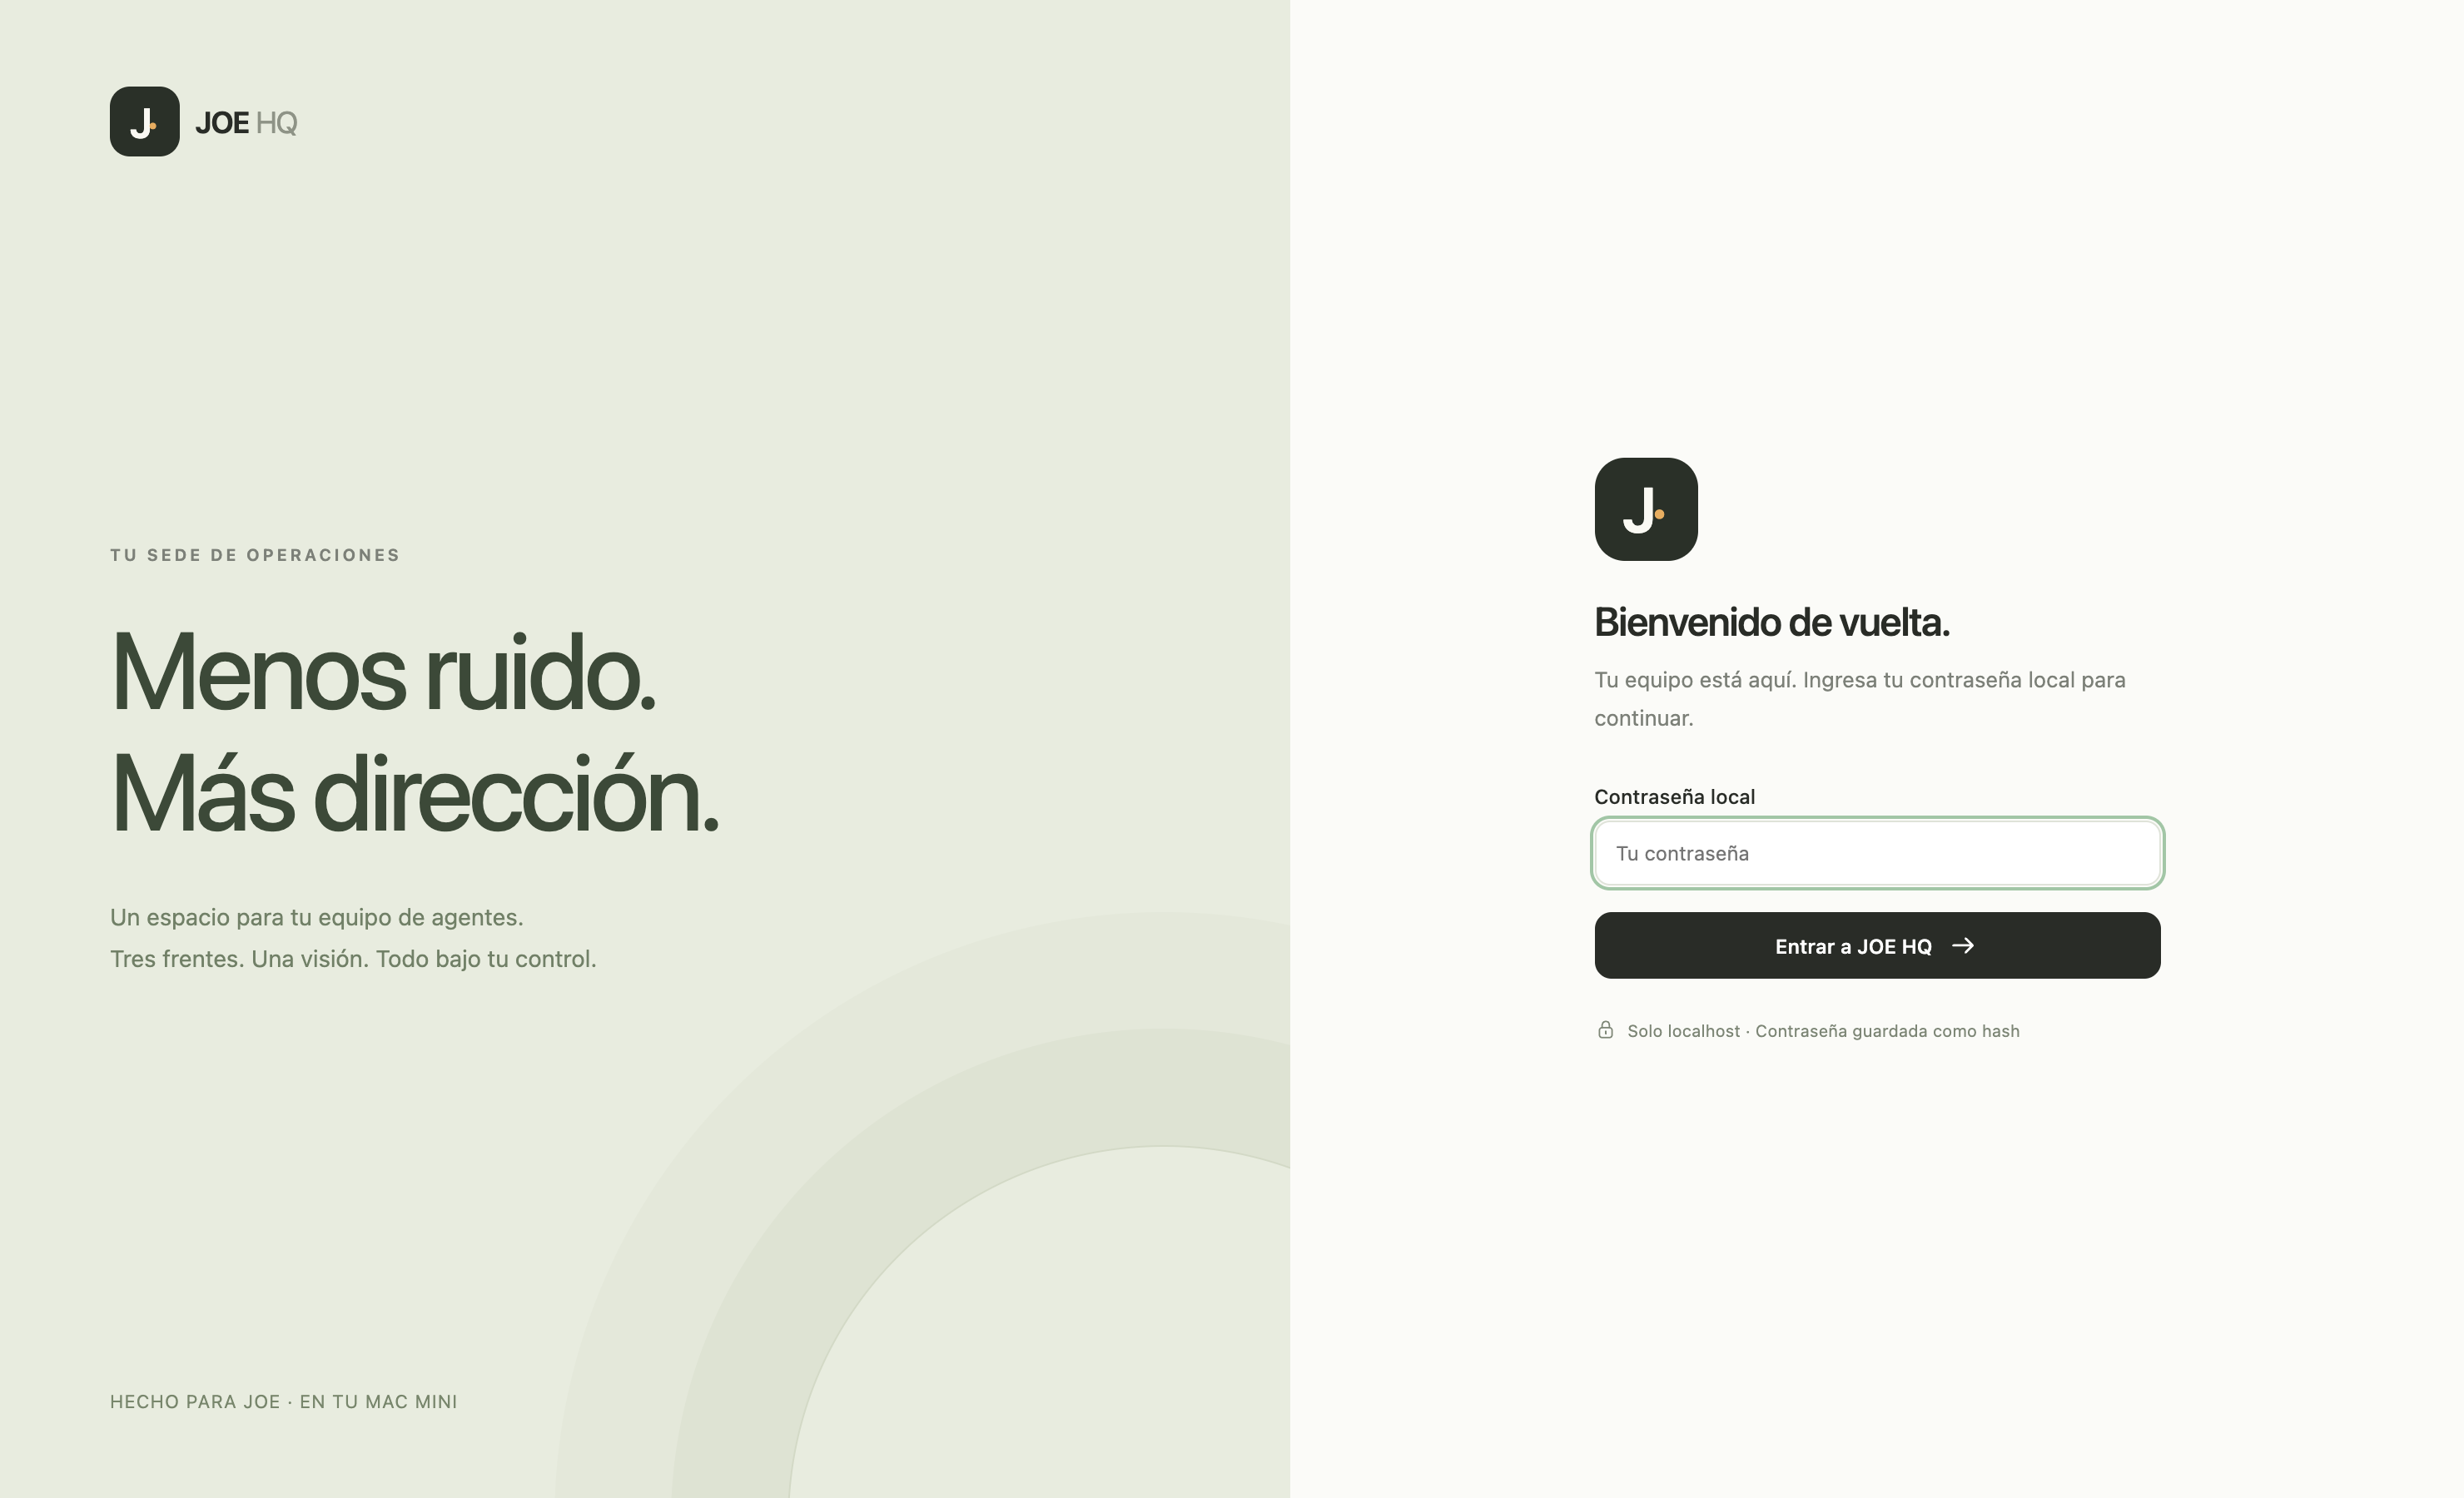 J.
JOE HQ
TU SEDE DE OPERACIONES
Menos ruido.
Más dirección.
Un espacio para tu equipo de agentes.
Tres frentes. Una visión. Todo bajo tu control.
HECHO PARA JOE · EN TU MAC MINI
J.
Bienvenido de vuelta.
Tu equipo está aquí. Ingresa tu contraseña local para
continuar.
Contraseña local
Tu contraseña
Entrar a JOE HQ →
Solo localhost · Contraseña guardada como hash